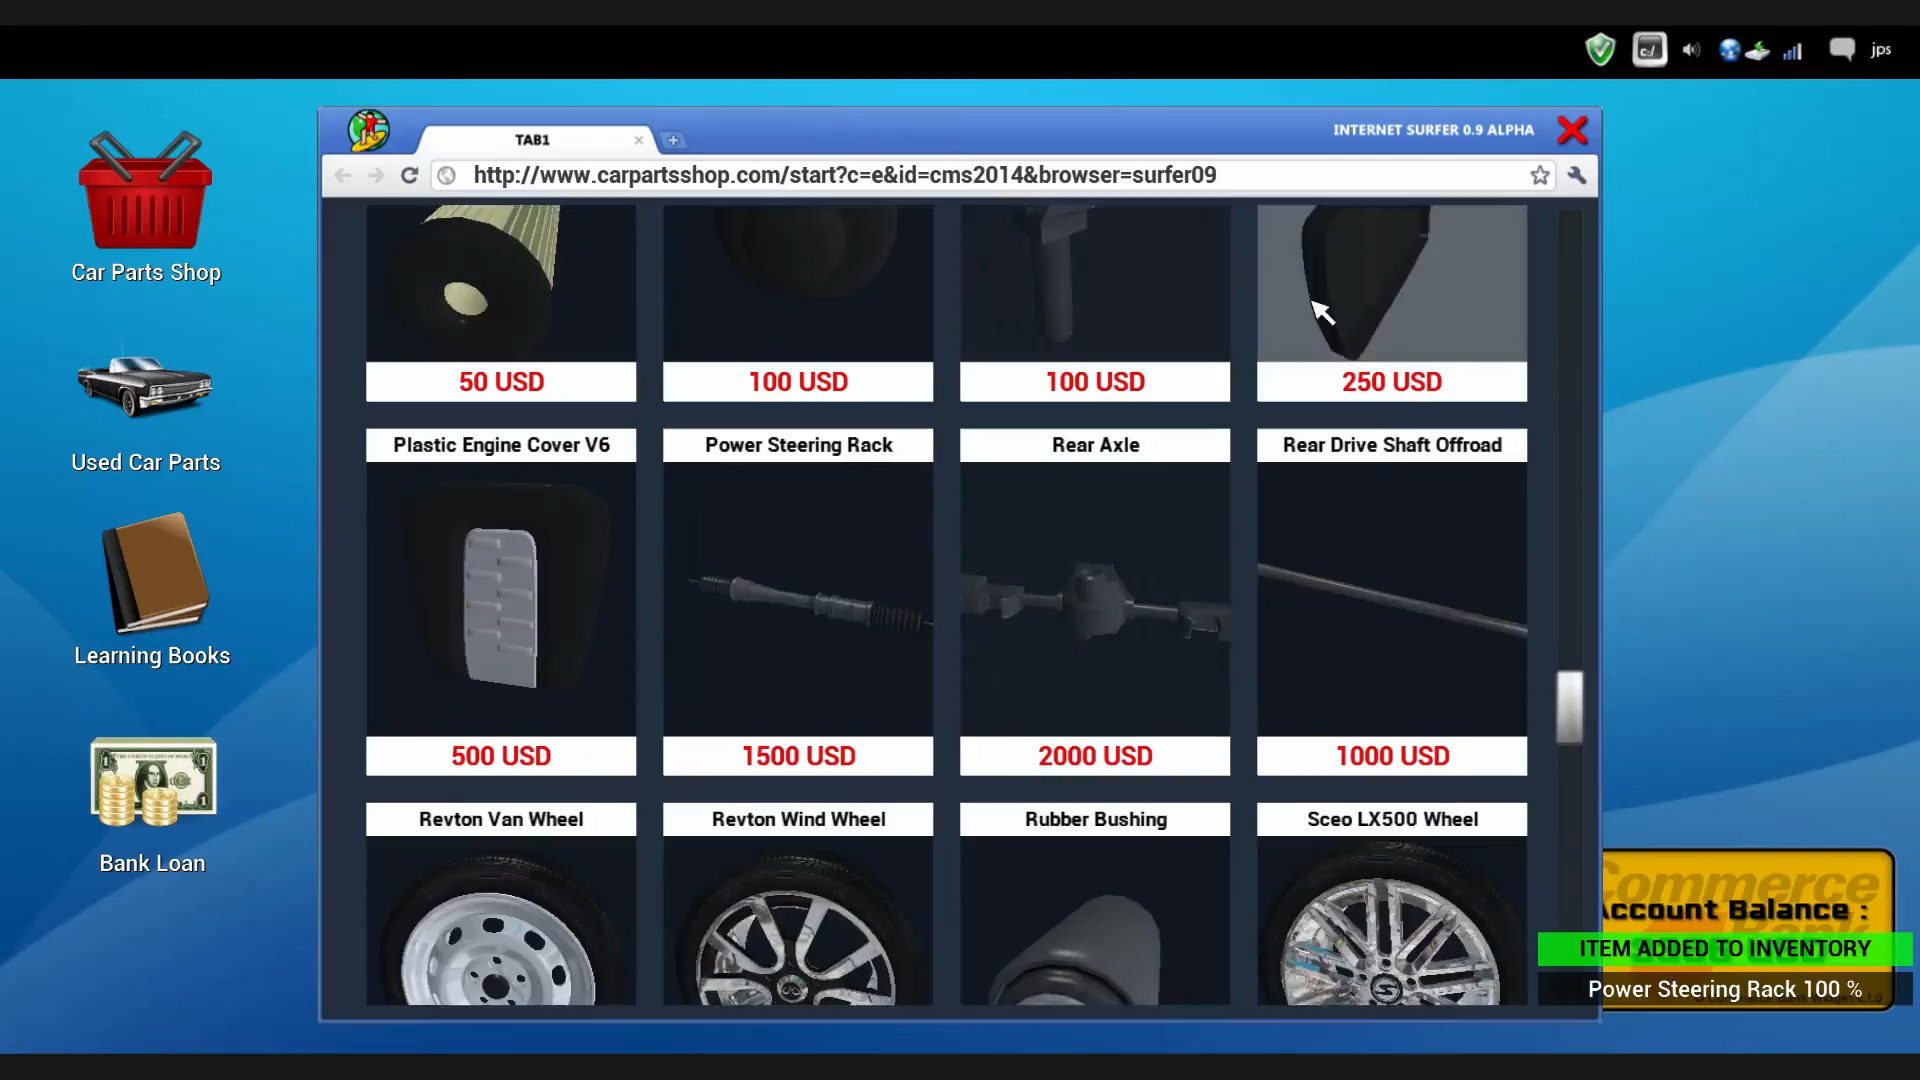 jps
TAB1
INTERNET SURFER 0.9 ALPHA
http://www.carpartsshop.com/start?c=e&id=cms2014&browser=surfer09
Car Parts Shop
Used Car Parts
Learning Books
Bank Loan
50 USD
100 USD
100 USD
250 USD
Plastic Engine Cover V6
Power Steering Rack
Rear Axle
Rear Drive Shaft Offroad
500 USD
1500 USD
2000 USD
1000 USD
Revton Van Wheel
Revton Wind Wheel
Rubber Bushing
Sceo LX500 Wheel
Commerce
Account Balance :
ITEM ADDED TO INVENTORY
Power Steering Rack 100 %